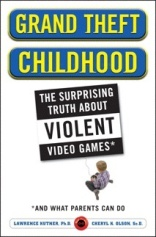 GRAND THEFT
CHILDHOOD
THE SURPRISING
TRUTH ABOUT
VIOLENT
VIDEO GAMES*
*AND WHAT PARENTS CAN DO
LAWRENCE KUTNER, Ph.D.
CHERYL K. OLSON, Sc.D.